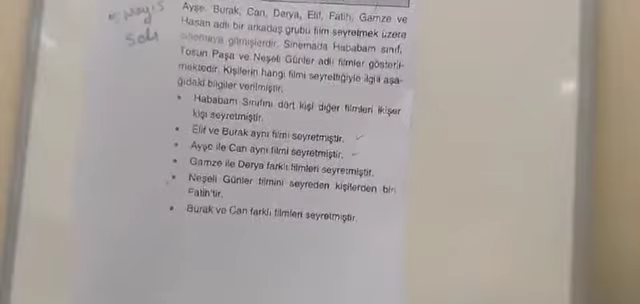 Mayıs
Salı
Ayşe, Burak, Can, Derya, Elif, Fatih, Gamze ve
Hasan adlı bir arkadaş grubu film seyretmek üzere
sinemaya gitmişlerdir. Sinemada Hababam sınıfı,
Tosun Paşa ve Neşeli Günler adlı filmler gösteril-
mektedir. Kişilerin hangi filmi seyrettiğiyle ilgili aşa-
ğıdaki bilgiler verilmiştir.
• Hababam Sınıfını dört kişi diğer filmleri ikişer
kişi seyretmiştir.
• Elif ve Burak aynı filmi seyretmiştir.
• Ayşe ile Can aynı filmi seyretmiştir.
• Gamze ile Derya farklı filmleri seyretmiştir.
• Neşeli Günler filmini seyreden kişilerden biri
Fatih'tir.
• Burak ve Can farklı filmleri seyretmiştir.